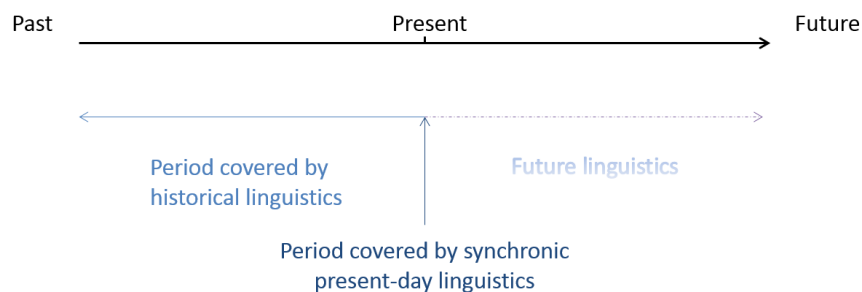 Past Present Future
Period covered by
historical linguistics
Future linguistics
Period covered by synchronic
present-day linguistics